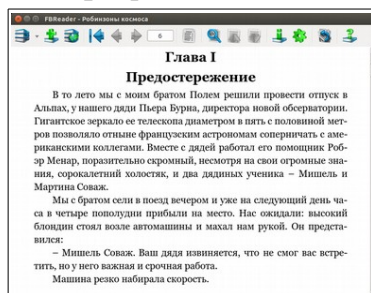 FBReader - Робинзоны космоса
Глава I
Предостережение
В то лето мы с моим братом Полем решили провести отпуск в
Альпах, у нашего дяди Пьера Бурна, директора новой обсерватории.
Гигантское зеркало ее телескопа диаметром в пять с половиной мет-
ров позволяло отныне французским астрономам соперничать с аме-
риканскими коллегами. Вместе с дядей работал его помощник Роб-
эр Менар, поразительно скромный, несмотря на свои огромные зна-
ния, сорокалетний холостяк, и два дядиных ученика – Мишель и
Мартина Соваж.
Мы с братом сели в поезд вечером и уже на следующий день ча-
са в четыре пополудни прибыли на место. Нас ожидали: высокий
блондин стоял возле автомашины и махал нам рукой. Он предста-
вился:
– Мишель Соваж. Ваш дядя извиняется, что не смог вас встре-
тить, но у него важная и срочная работа.
Машина резко набирала скорость.